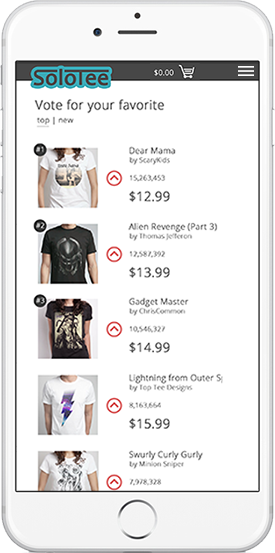 SoloTee
$0.00
Vote for your favorite
top | new
#1
Dear Mama
by ScaryKids
15,263,453
$12.99
#2
Alien Revenge (Part 3)
by Thomas Jefferon
12,587,392
$13.99
#3
Gadget Master
by ChrisCommon
10,546,327
$14.99
Lightning from Outer Sp
by Top Tee Designs
8,163,664
$15.99
Swurly Curly Gurly
by Minion Sniper
7,978,328